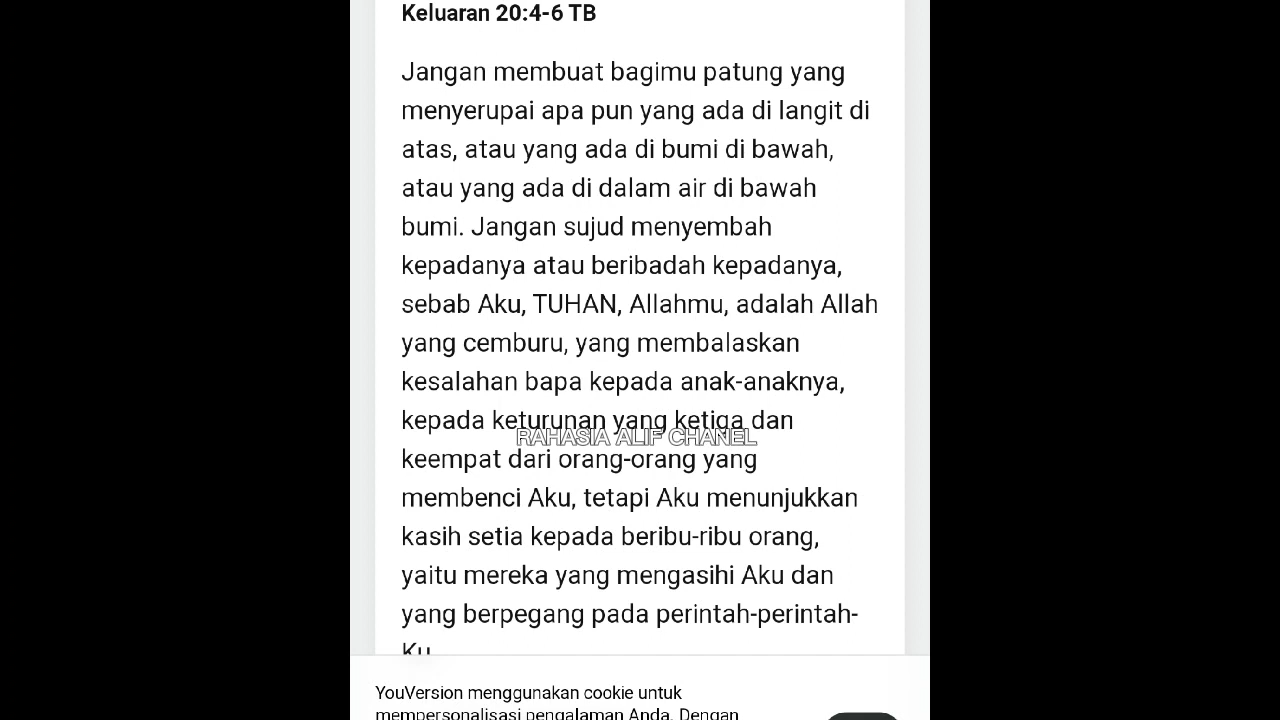 Keluaran 20:4-6 TB
Jangan membuat bagimu patung yang
menyerupai apa pun yang ada di langit di
atas, atau yang ada di bumi di bawah,
atau yang ada di dalam air di bawah
bumi. Jangan sujud menyembah
kepadanya atau beribadah kepadanya,
sebab Aku, TUHAN, Allahmu, adalah Allah
yang cemburu, yang membalaskan
kesalahan bapa kepada anak-anaknya,
kepada keturunan yang ketiga dan
RAHASIA ALIF CHANEL
keempat dari orang-orang yang
membenci Aku, tetapi Aku menunjukkan
kasih setia kepada beribu-ribu orang,
yaitu mereka yang mengasihi Aku dan
yang berpegang pada perintah-perintah-
Ku
YouVersion menggunakan cookie untuk
mempersonalisasi pengalaman Anda. Dengan